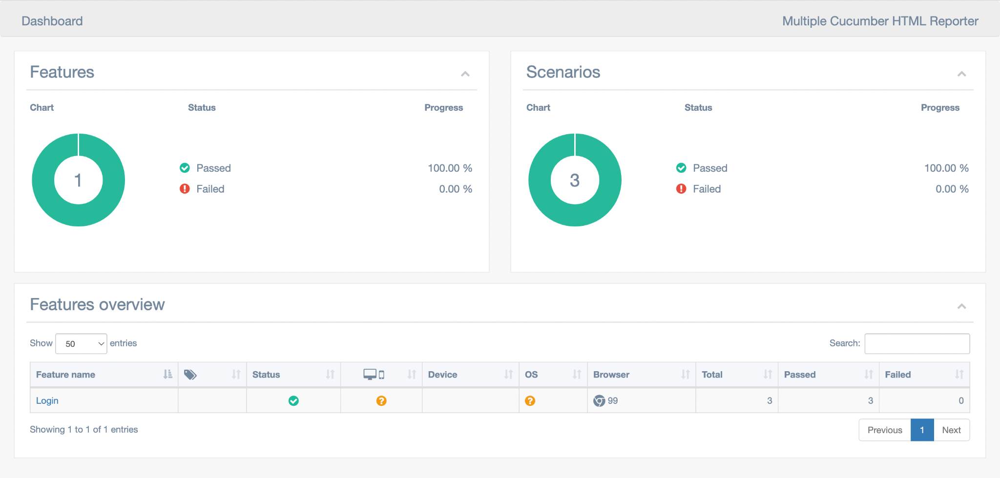 Dashboard
Multiple Cucumber HTML Reporter
Features
Chart Status Progress
1
Passed 100.00 %
Failed 0.00 %
Scenarios
Chart Status Progress
3
Passed 100.00 %
Failed 0.00 %
Features overview
Show 50 entries
Search:
Feature name Status Device OS Browser Total Passed Failed
Login 99 3 3 0
Showing 1 to 1 of 1 entries
Previous 1 Next